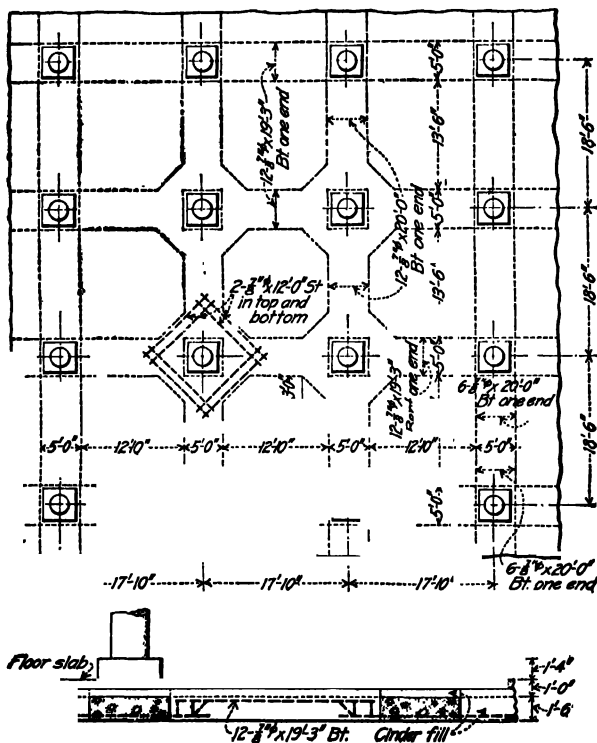 5'-0"
12-⅞"ϕ×19'-3"
Bt one end
13'-6"
18'-6"
5'-0"
12-⅞"ϕ×20'-0"
Bt one end
13'-6"
18'-6"
2-⅞"ϕ×12'-0" St
in top and
bottom
5'-0"
3'-0"
12-⅞"ϕ×19'-3"
one end
6-⅞"ϕ×20'-0"
Bt one end
18'-6"
5'-0" 12'-10" 5'-0" 12'-10" 5'-0" 12'-10" 5'-0"
5'-0"
6-⅞"ϕ×20'-0"
Bt. one end
17'-10" 17'-10" 17'-10"
Floor slab
1'-4"
1'-0"
1'-6"
12-⅞"ϕ×19'-3" Bt.
Cinder fill